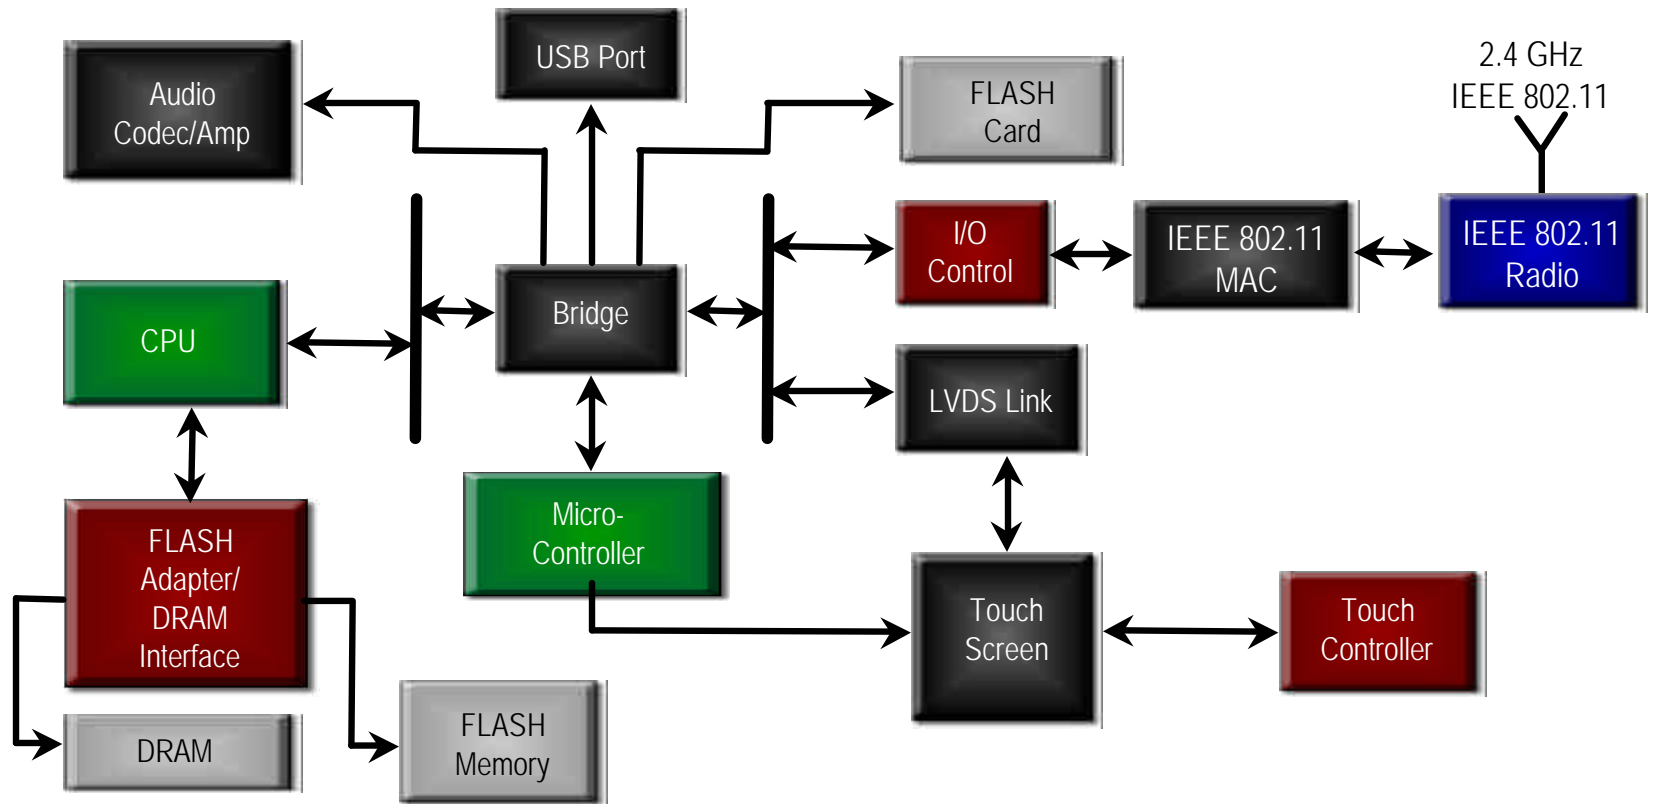 USB Port
2.4 GHz
IEEE 802.11
Audio
Codec/Amp
FLASH
Card
I/O
Control
IEEE 802.11
MAC
IEEE 802.11
Radio
CPU
Bridge
LVDS Link
FLASH
Adapter/
DRAM
Interface
Micro-
Controller
Touch
Screen
Touch
Controller
DRAM
FLASH
Memory